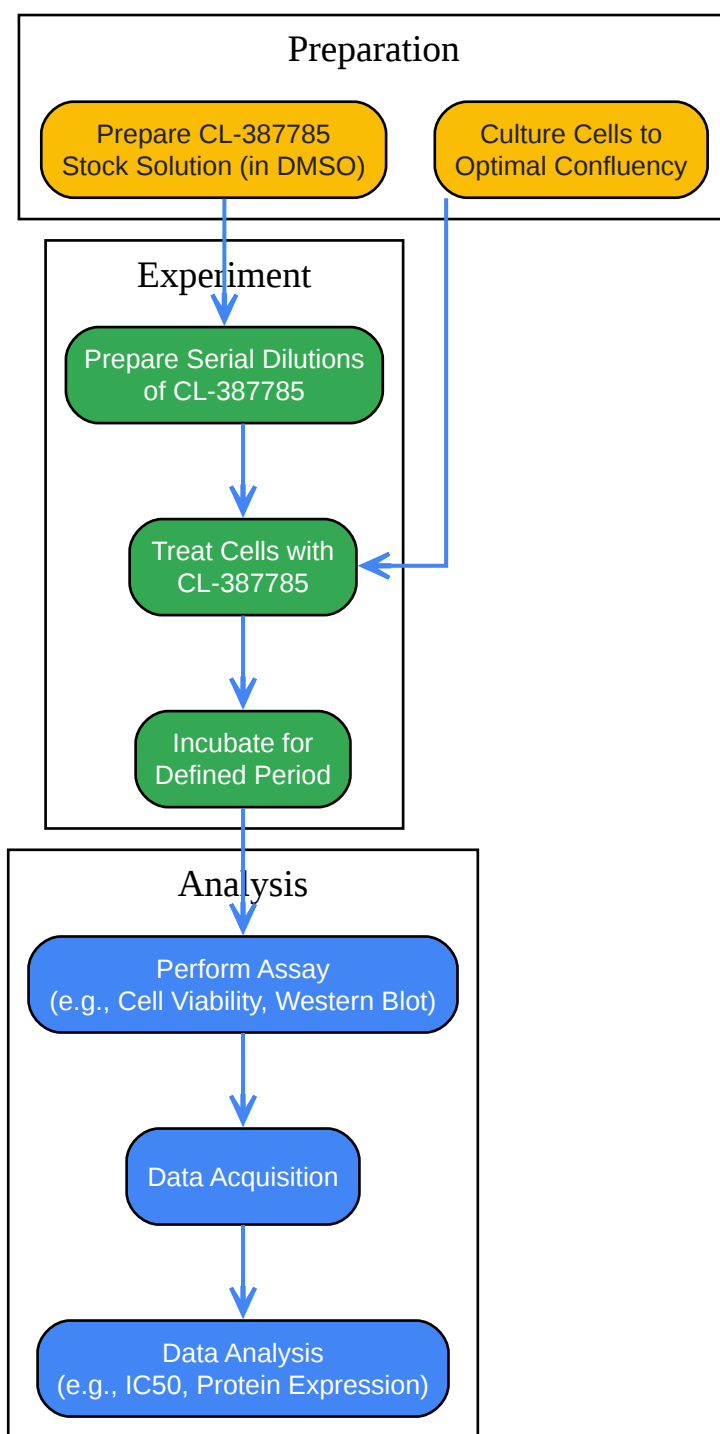 Preparation
Prepare CL-387785
Stock Solution (in DMSO)
Culture Cells to
Optimal Confluency
Experiment
Prepare Serial Dilutions
of CL-387785
Treat Cells with
CL-387785
Incubate for
Defined Period
Analysis
Perform Assay
(e.g., Cell Viability, Western Blot)
Data Acquisition
Data Analysis
(e.g., IC50, Protein Expression)